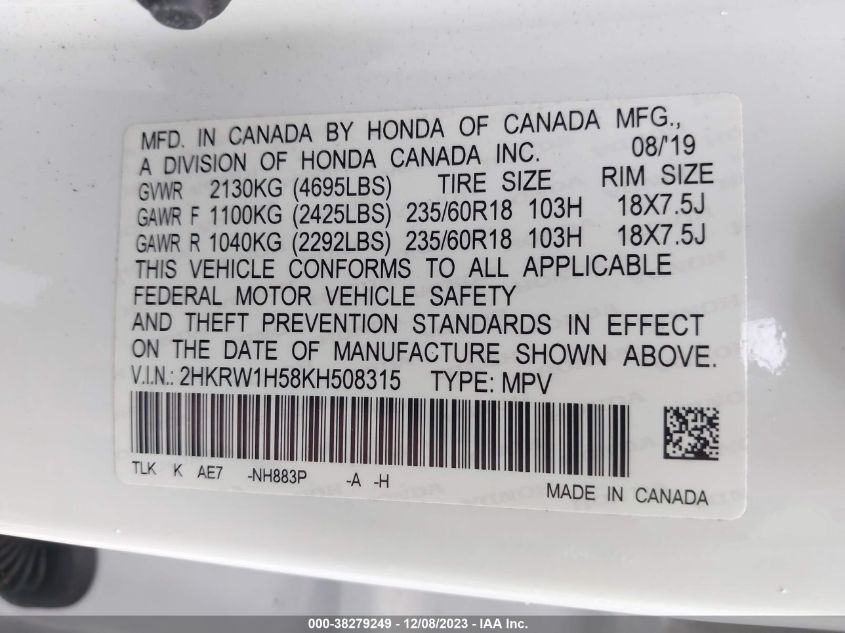 MFD. IN CANADA BY HONDA OF CANADA MFG.,
A DIVISION OF HONDA CANADA INC. 08/'19
GVWR 2130KG (4695LBS) TIRE SIZE RIM SIZE
GAWR F 1100KG (2425LBS) 235/60R18 103H 18X7.5J
GAWR R 1040KG (2292LBS) 235/60R18 103H 18X7.5J
THIS VEHICLE CONFORMS TO ALL APPLICABLE
FEDERAL MOTOR VEHICLE SAFETY
AND THEFT PREVENTION STANDARDS IN EFFECT
ON THE DATE OF MANUFACTURE SHOWN ABOVE.
V.I.N.: 2HKRW1H58KH508315 TYPE: MPV
TLK K AE7 -NH883P -A -H
MADE IN CANADA
000-38279249 - 12/08/2023 - IAA Inc.